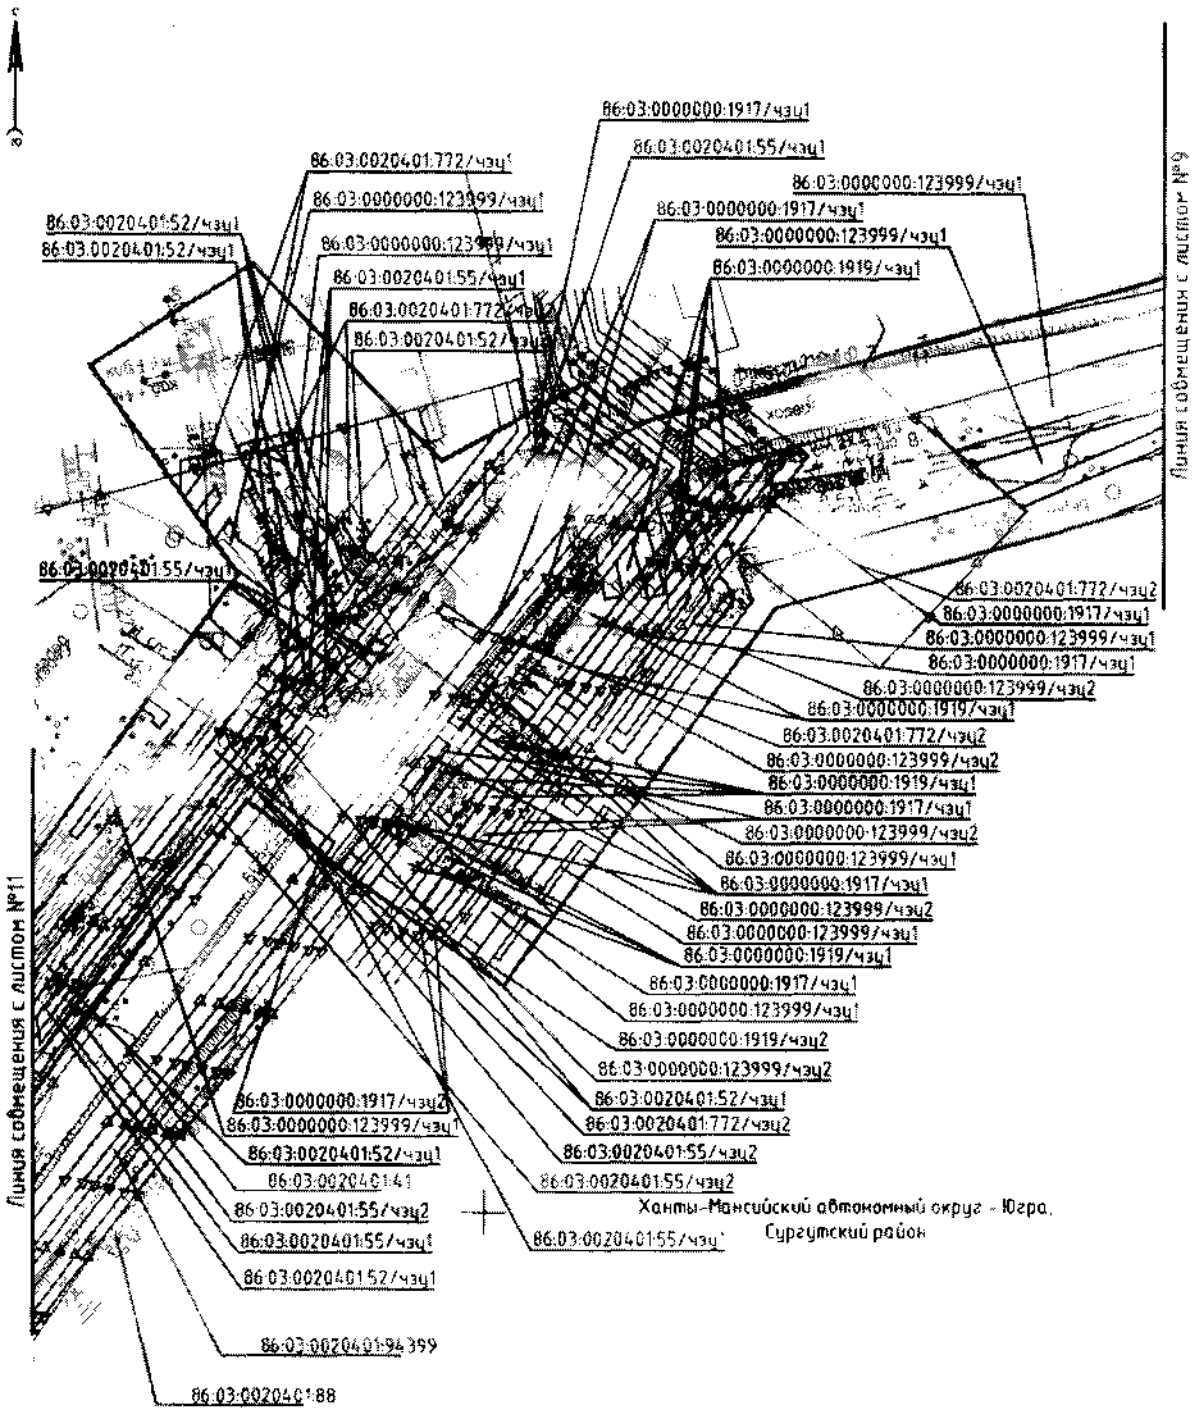 с
в
86:03:0000000:1917/чзу1
86:03:0020401:55/чзу1
86:03:0020401:772/чзу1
86:03:0000000:123999/чзу1
86:03:0000000:123999/чзу1
86:03:0000000:1917/чзу1
86:03:0020401:52/чзу1
86:03:0000000:123999/чзу1
86:03:0000000:123999/чзу1
86:03:0020401:52/чзу1
86:03:0020401:55/чзу1
86:03:0000000:1919/чзу1
86:03:0020401:772/чзу2
86:03:0020401:52/чзу
Линия совмещения с листом №9
86:03:0020401:55/чзу1
86:03:0020401:772/чзу2
86:03:0000000:1917/чзу1
86:03:0000000:123999/чзу1
86:03:0000000:1917/чзу1
86:03:0000000:123999/чзу2
86:03:0000000:1919/чзу1
86:03:0020401:772/чзу2
86:03:0000000:123999/чзу2
86:03:0000000:1919/чзу1
86:03:0000000:1917/чзу1
86:03:0000000:123999/чзу2
86:03:0000000:123999/чзу1
86:03:0000000:1917/чзу1
86:03:0000000:123999/чзу2
86:03:0000000:123999/чзу1
86:03:0000000:1919/чзу1
86:03:0000000:1917/чзу1
86:03:0000000:123999/чзу1
86:03:0000000:1919/чзу2
86:03:0000000:123999/чзу2
86:03:0020401:52/чзу1
86:03:0020401:772/чзу2
86:03:0020401:55/чзу2
86:03:0020401:55/чзу2
86:03:0020401:55/чзу1
Линия совмещения с листом №11
86:03:0000000:1917/чзу2
86:03:0000000:123999/чзу1
86:03:0020401:52/чзу1
86:03:0020401:41
86:03:0020401:55/чзу2
86:03:0020401:55/чзу1
86:03:0020401:52/чзу1
86:03:0020401:94399
86:03:0020401:88
Ханты-Мансийский автономный округ - Югра,
Сургутский район